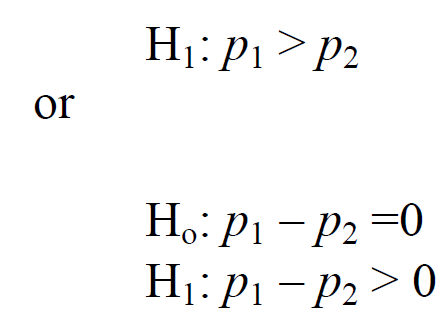 H₁: p₁ > p₂
or
Hₒ: p₁ – p₂ =0
H₁: p₁ – p₂ > 0